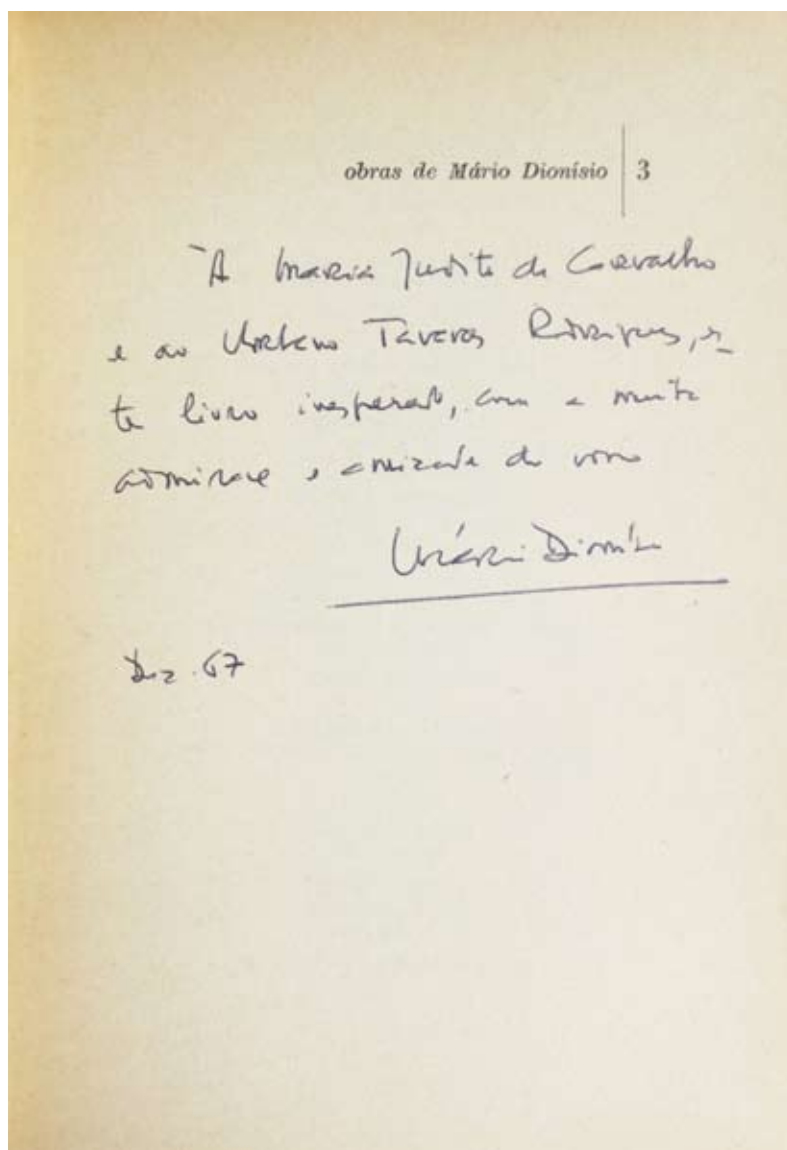 obras de Mário Dionísio 3
À Maria Judite de Carvalho
e ao Urbano Tavares Rodrigues, es-
te livro inesperado, com a muita
admiração e amizade do vosso
Mário Dionísio
Dez. 67